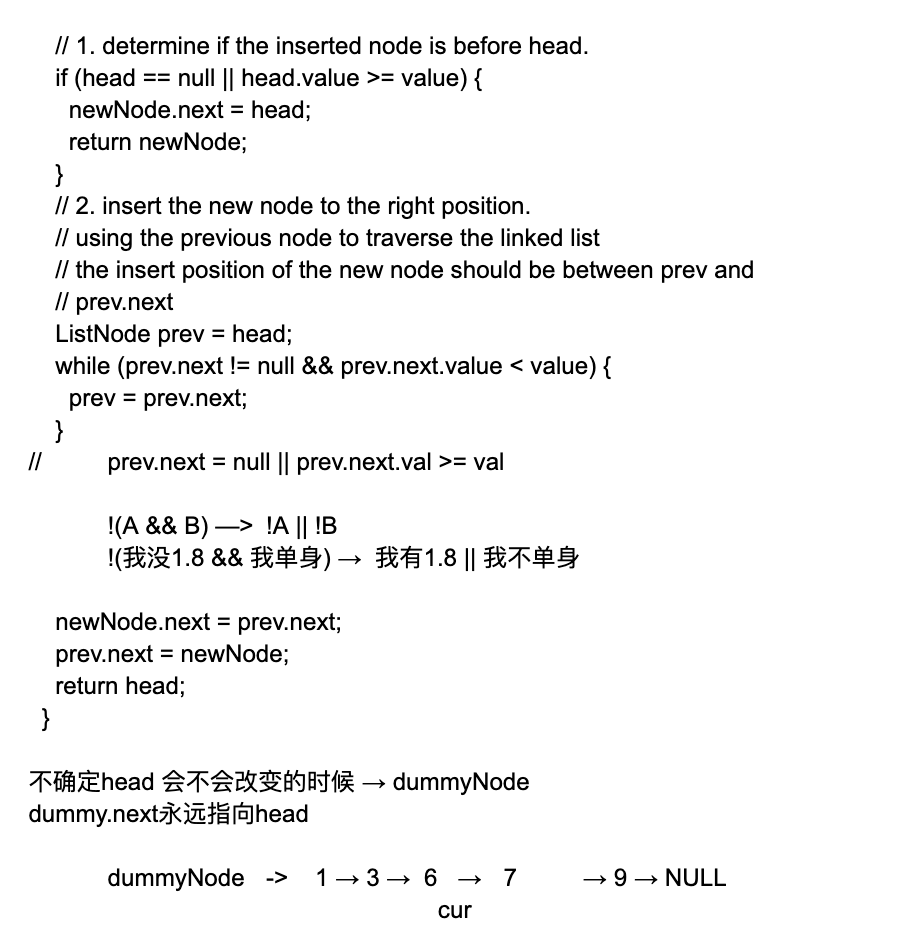 // 1. determine if the inserted node is before head.
if (head == null || head.value >= value) {
newNode.next = head;
return newNode;
}
// 2. insert the new node to the right position.
// using the previous node to traverse the linked list
// the insert position of the new node should be between prev and
// prev.next
ListNode prev = head;
while (prev.next != null && prev.next.value < value) {
prev = prev.next;
}
// prev.next = null || prev.next.val >= val
!(A && B) —> !A || !B
!(我没1.8 && 我单身) → 我有1.8 || 我不单身
newNode.next = prev.next;
prev.next = newNode;
return head;
}
不确定head 会不会改变的时候 → dummyNode
dummy.next永远指向head
dummyNode -> 1 → 3 → 6 → 7 → 9 → NULL
cur